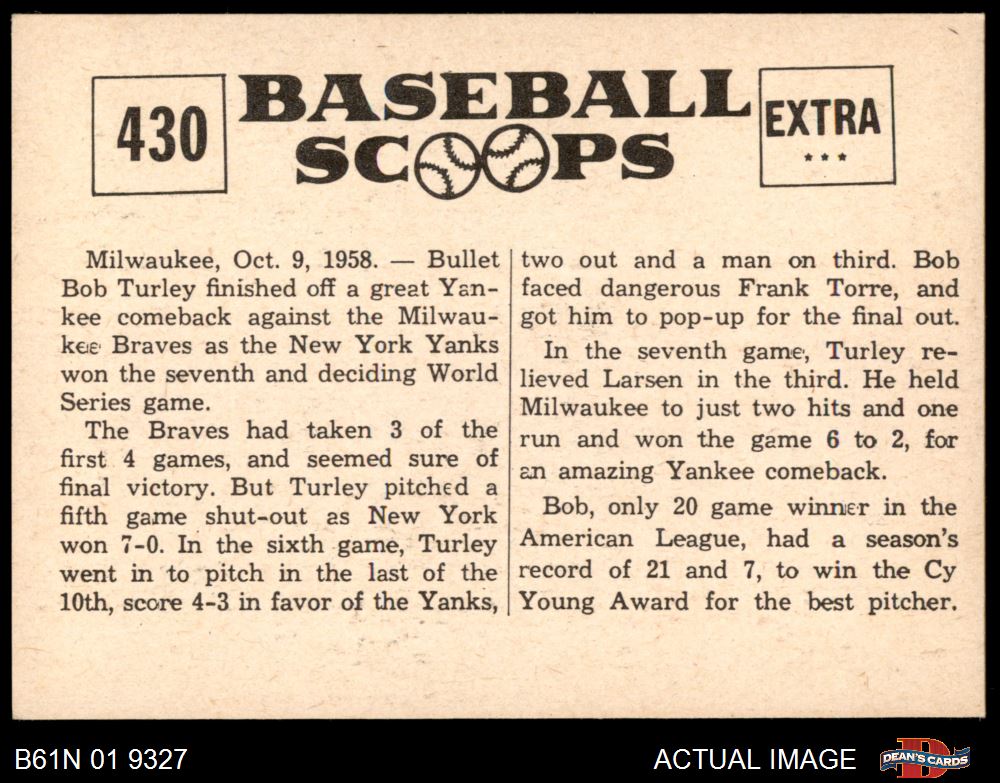 430
BASEBALL
SCOOPS
EXTRA
***
Milwaukee, Oct. 9, 1958. — Bullet
Bob Turley finished off a great Yan-
kee comeback against the Milwau-
kee Braves as the New York Yanks
won the seventh and deciding World
Series game.
The Braves had taken 3 of the
first 4 games, and seemed sure of
final victory. But Turley pitched a
fifth game shut-out as New York
won 7-0. In the sixth game, Turley
went in to pitch in the last of the
10th, score 4-3 in favor of the Yanks,
two out and a man on third. Bob
faced dangerous Frank Torre, and
got him to pop-up for the final out.
In the seventh game, Turley re-
lieved Larsen in the third. He held
Milwaukee to just two hits and one
run and won the game 6 to 2, for
an amazing Yankee comeback.
Bob, only 20 game winner in the
American League, had a season's
record of 21 and 7, to win the Cy
Young Award for the best pitcher.
B61N 01 9327
ACTUAL IMAGE
DEAN'S CARDS